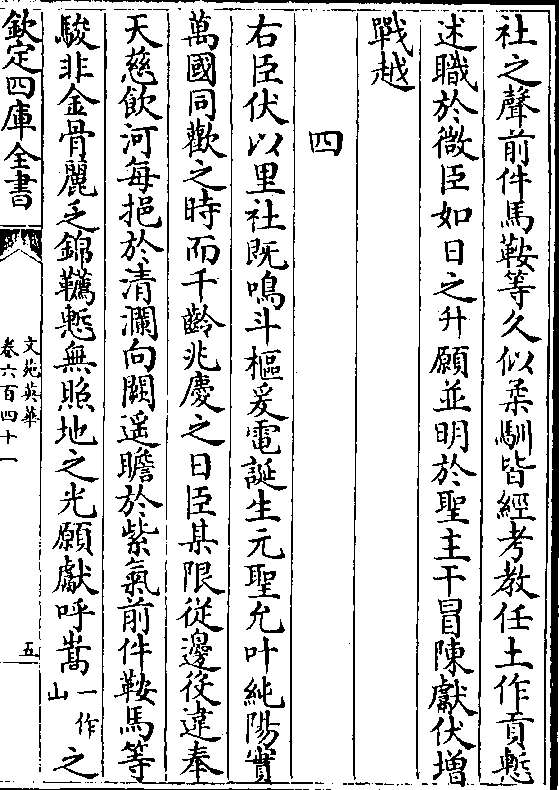 社之聲前件馬鞍等久似柔馴皆經考教任土作貢慙
述職於微臣如日之升願並明於聖主干冒陳獻伏增
戰越
四
右臣伏以里社既鳴斗樞爰電誕生元聖允叶純陽實
萬國同歡之時而千齡兆慶之日臣某限從邊役違奉
天慈飲河每挹於清瀾向闕遥瞻於紫氣前件鞍馬等
駿非金骨麗乏錦韉慙無照地之光願獻呼嵩一作山之
欽定四庫全書
文苑英華
卷六百四十一
五